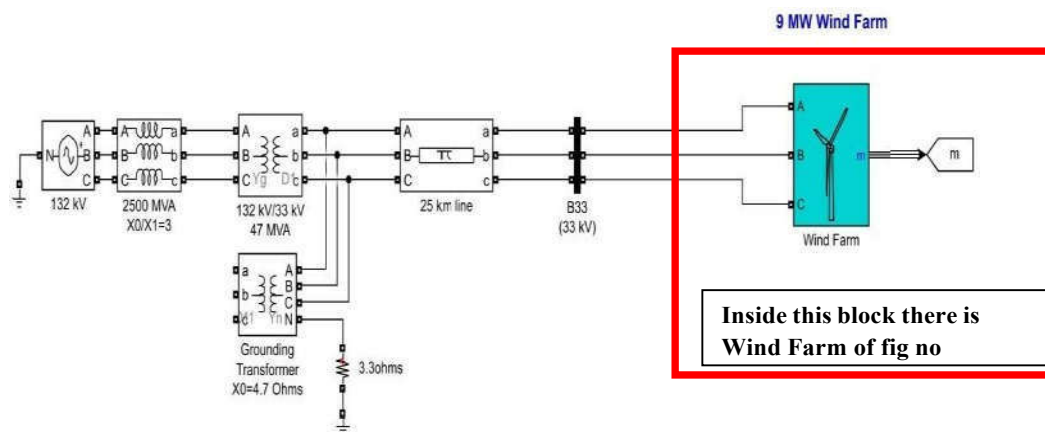 9 MW Wind Farm
A
B
C
N
A
B
C
A
B
C
a
b
c
A
B
C
a
b
c
Yg
A
B
C
a
b
c
A
B
C
m
m
132 kV
2500 MVA
X0/X1=3
132 kV/33 kV
47 MVA
25 km line
B33
(33 kV)
Wind Farm
a
b
A
B
C
N
Yn
Grounding
Transformer
X0=4.7 Ohms
3.3ohms
Inside this block there is
Wind Farm of fig no